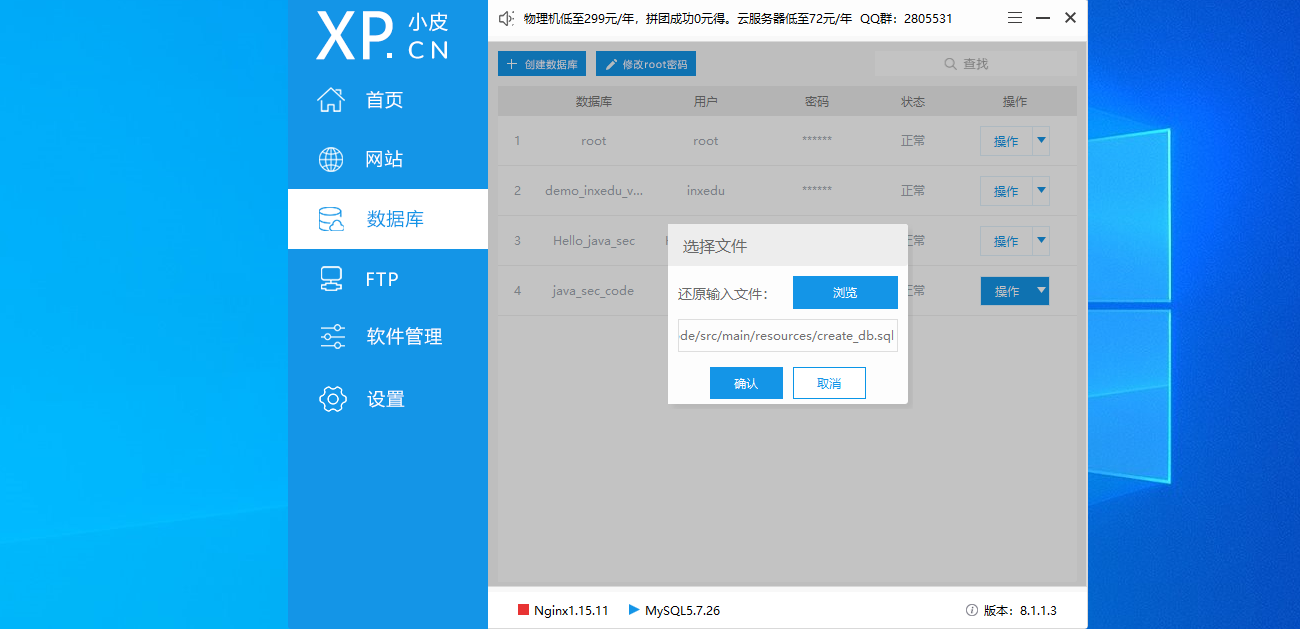 XP.小皮CN
物理机低至299元/年，拼团成功0元得。云服务器低至72元/年 QQ群：2805531
首页
网站
数据库
FTP
软件管理
设置
创建数据库 修改root密码 查找
数据库 用户 密码 状态 操作
1 root root ****** 正常 操作
2 demo_inxedu_v... inxedu ****** 正常 操作
3 Hello_java_sec 常 操作
4 java_sec_code 常 操作
选择文件
还原输入文件： 浏览
de/src/main/resources/create_db.sql
确认 取消
Nginx1.15.11 MySQL5.7.26 版本：8.1.1.3